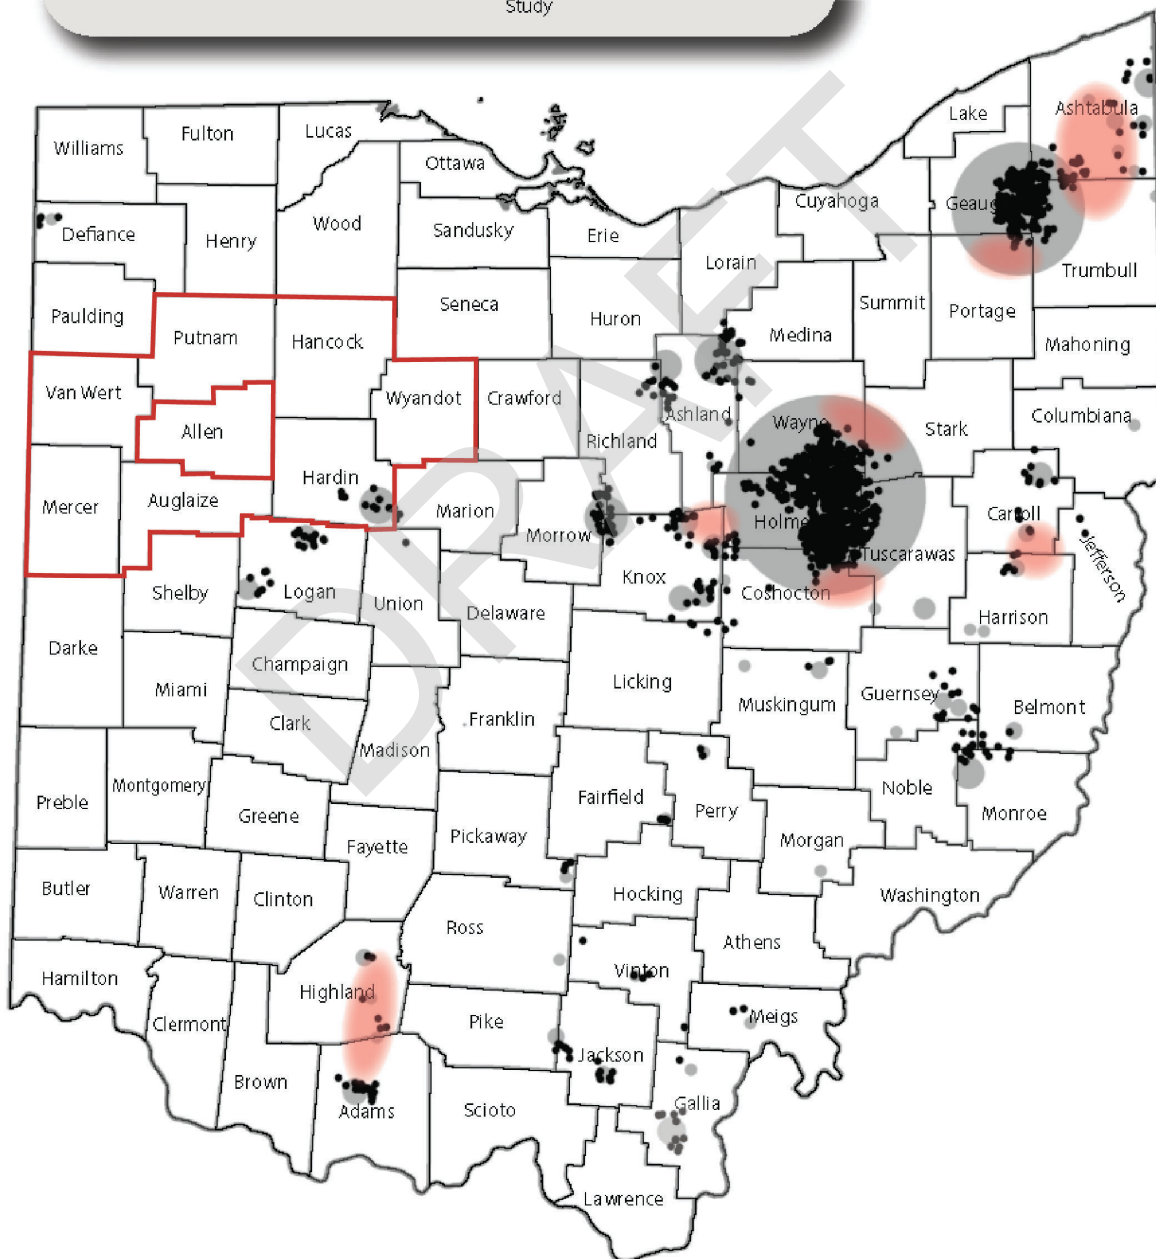 Study
Lake
Ashtabula
Williams
Fulton
Lucas
Ottawa
Cuyahoga
Geaug
Defiance
Henry
Wood
Sandusky
Erie
Lorain
Trumbull
Paulding
Putnam
Hancock
Seneca
Huron
Medina
Summit
Portage
Mahoning
Van Wert
Allen
Wyandot
Crawford
Richland
Ashland
Wayne
Stark
Columbiana
Mercer
Auglaize
Hardin
Marion
Morrow
Holme
Carroll
Jefferson
Tuscarawas
Shelby
Logan
Union
Delaware
Knox
Coshocton
Harrison
Darke
Miami
Champaign
Clark
Madison
Franklin
Licking
Muskingum
Guernsey
Belmont
Preble
Montgomery
Greene
Fayette
Pickaway
Fairfield
Perry
Morgan
Noble
Monroe
Butler
Warren
Clinton
Ross
Hocking
Athens
Washington
Hamilton
Clermont
Highland
Pike
Vinton
Meigs
Brown
Adams
Scioto
Jackson
Gallia
Lawrence
DRAFT